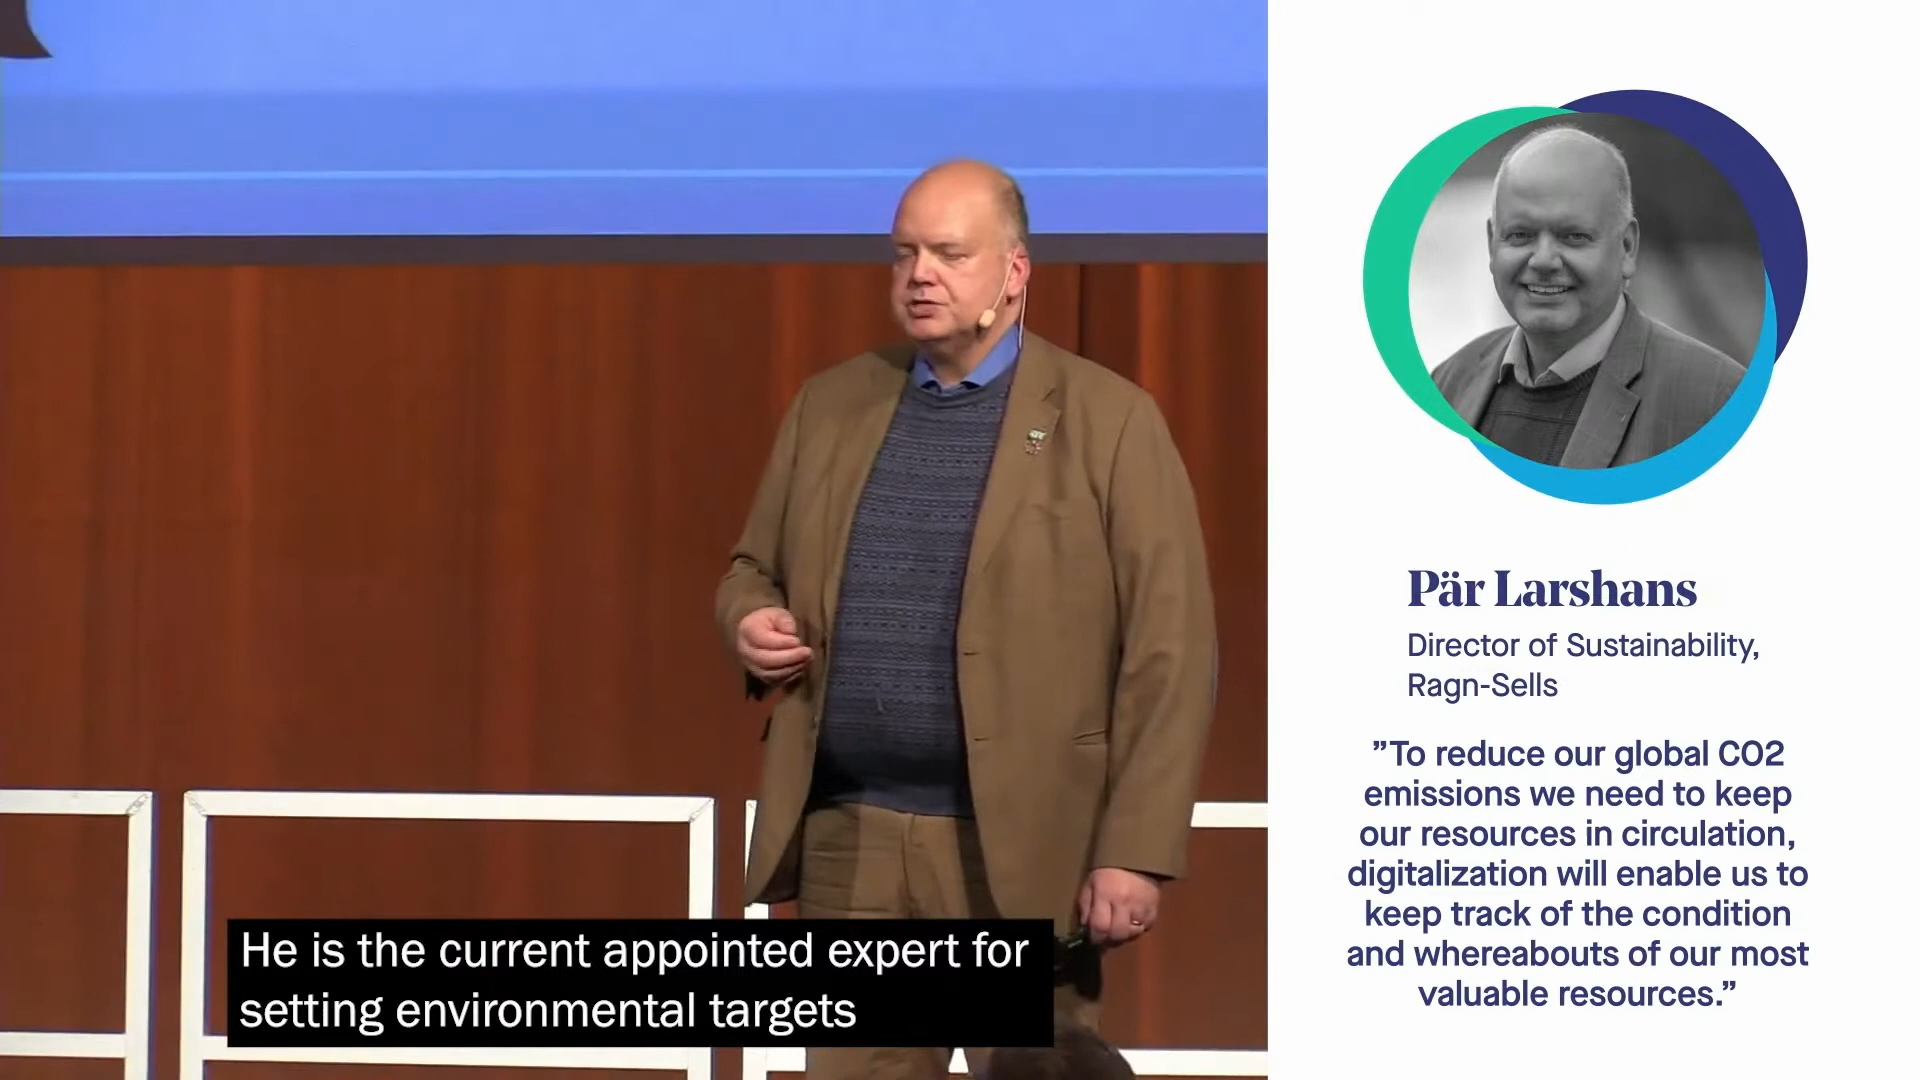 He is the current appointed expert for
setting environmental targets
Pär Larshans
Director of Sustainability,
Ragn-Sells
”To reduce our global CO2
emissions we need to keep
our resources in circulation,
digitalization will enable us to
keep track of the condition
and whereabouts of our most
valuable resources.”